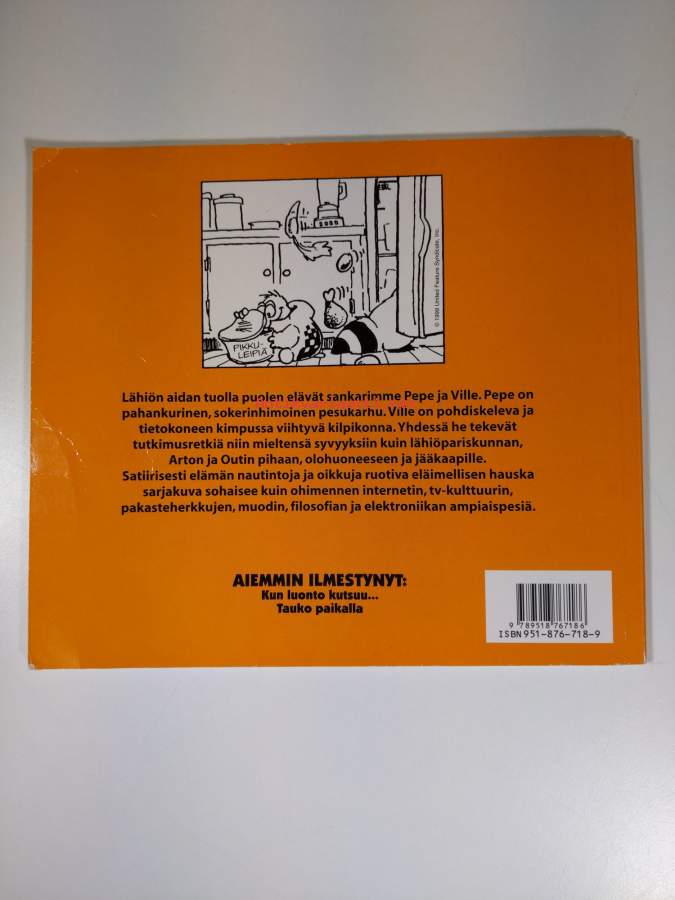 PIKKU-
LEIPIÄ
© 1998 United Feature Syndicate, Inc.
Lähiön aidan tuolla puolen elävät sankarimme Pepe ja Ville. Pepe on
pahankurinen, sokerinhimoinen pesukarhu. Ville on pohdiskeleva ja
tietokoneen kimpussa viihtyvä kilpikonna. Yhdessä he tekevät
tutkimusretkiä niin mieltensä syvyyksiin kuin lähiöpariskunnan,
Arton ja Outin pihaan, olohuoneeseen ja jääkaapille.
Satiirisesti elämän nautintoja ja oikkuja ruotiva eläimellisen hauska
sarjakuva sohaisee kuin ohimennen internetin, tv-kulttuurin,
pakasteherkkujen, muodin, filosofian ja elektroniikan ampiaispesiä.
AIEMMIN ILMESTYNYT:
Kun luonto kutsuu...
Tauko paikalla
9 789518 767186
ISBN 951-876-718-9